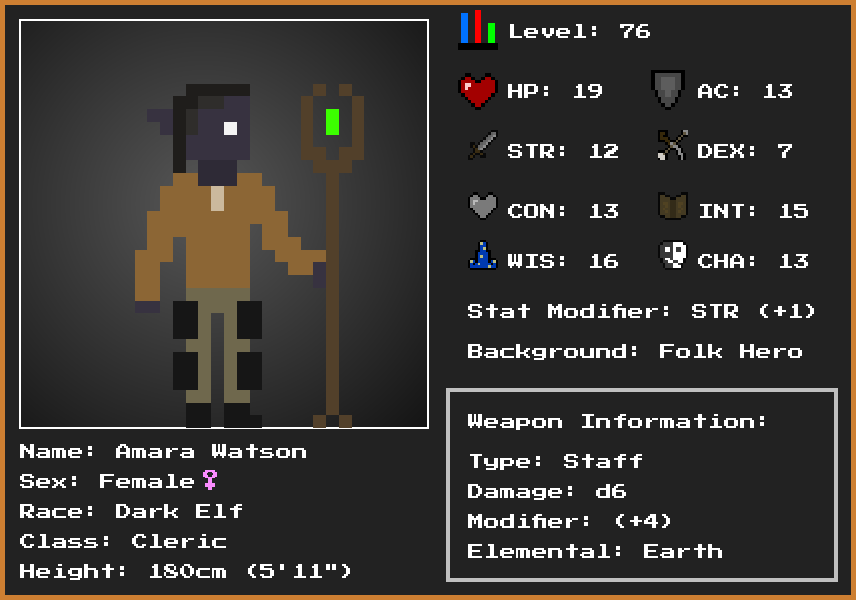 Level: 76
HP: 19 AC: 13
STR: 12 DEX: 7
CON: 13 INT: 15
WIS: 16 CHA: 13
Stat Modifier: STR (+1)
Background: Folk Hero
Weapon Information:
Type: Staff
Damage: d6
Modifier: (+4)
Elemental: Earth
Name: Amara Watson
Sex: Female♀
Race: Dark Elf
Class: Cleric
Height: 180cm (5'11")